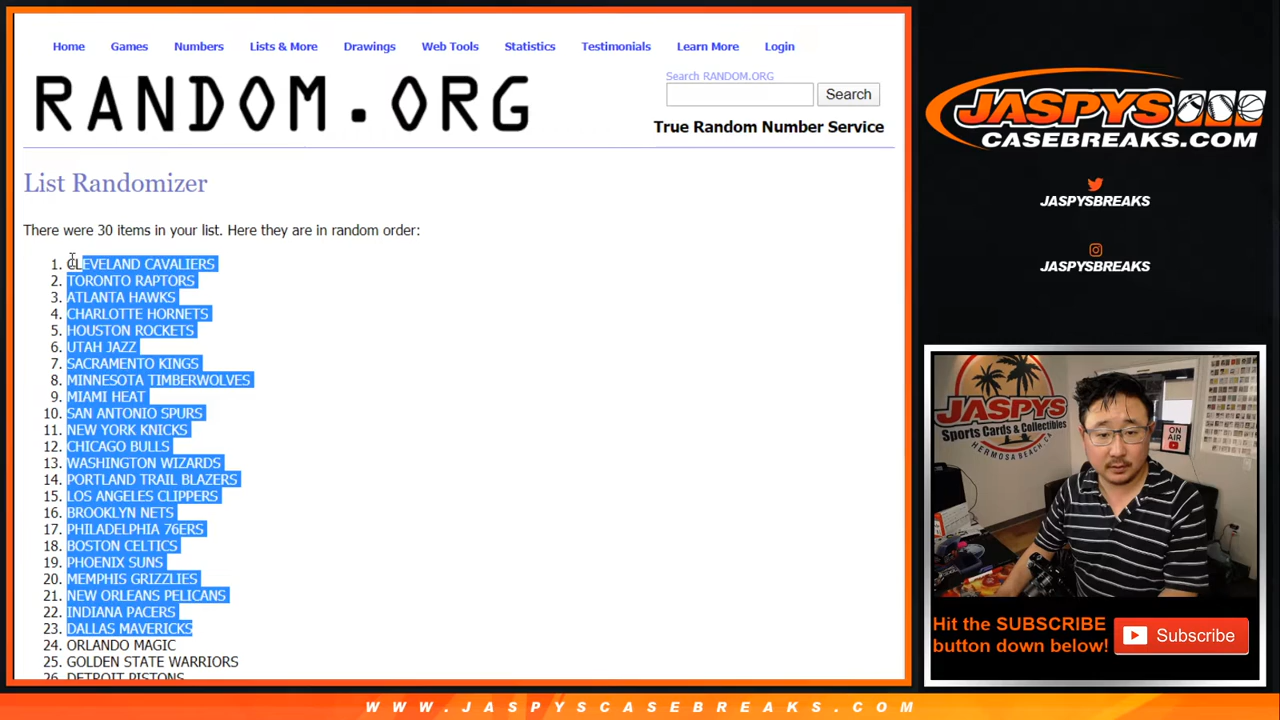 Home Games Numbers Lists & More Drawings Web Tools Statistics Testimonials Learn More Login
RANDOM.ORG
Search RANDOM.ORG
Search
True Random Number Service
List Randomizer
There were 30 items in your list. Here they are in random order:
1. CLEVELAND CAVALIERS
2. TORONTO RAPTORS
3. ATLANTA HAWKS
4. CHARLOTTE HORNETS
5. HOUSTON ROCKETS
6. UTAH JAZZ
7. SACRAMENTO KINGS
8. MINNESOTA TIMBERWOLVES
9. MIAMI HEAT
10. SAN ANTONIO SPURS
11. NEW YORK KNICKS
12. CHICAGO BULLS
13. WASHINGTON WIZARDS
14. PORTLAND TRAIL BLAZERS
15. LOS ANGELES CLIPPERS
16. BROOKLYN NETS
17. PHILADELPHIA 76ERS
18. BOSTON CELTICS
19. PHOENIX SUNS
20. MEMPHIS GRIZZLIES
21. NEW ORLEANS PELICANS
22. INDIANA PACERS
23. DALLAS MAVERICKS
24. ORLANDO MAGIC
25. GOLDEN STATE WARRIORS
26. DETROIT PISTONS
JASPYS
CASEBREAKS.COM
JASPYSBREAKS
JASPYSBREAKS
JASPYS
Sports Cards & Collectibles
HERMOSA BEACH, CA
ON AIR
Hit the SUBSCRIBE
button down below!
Subscribe
WWW.JASPYSCASEBREAKS.COM